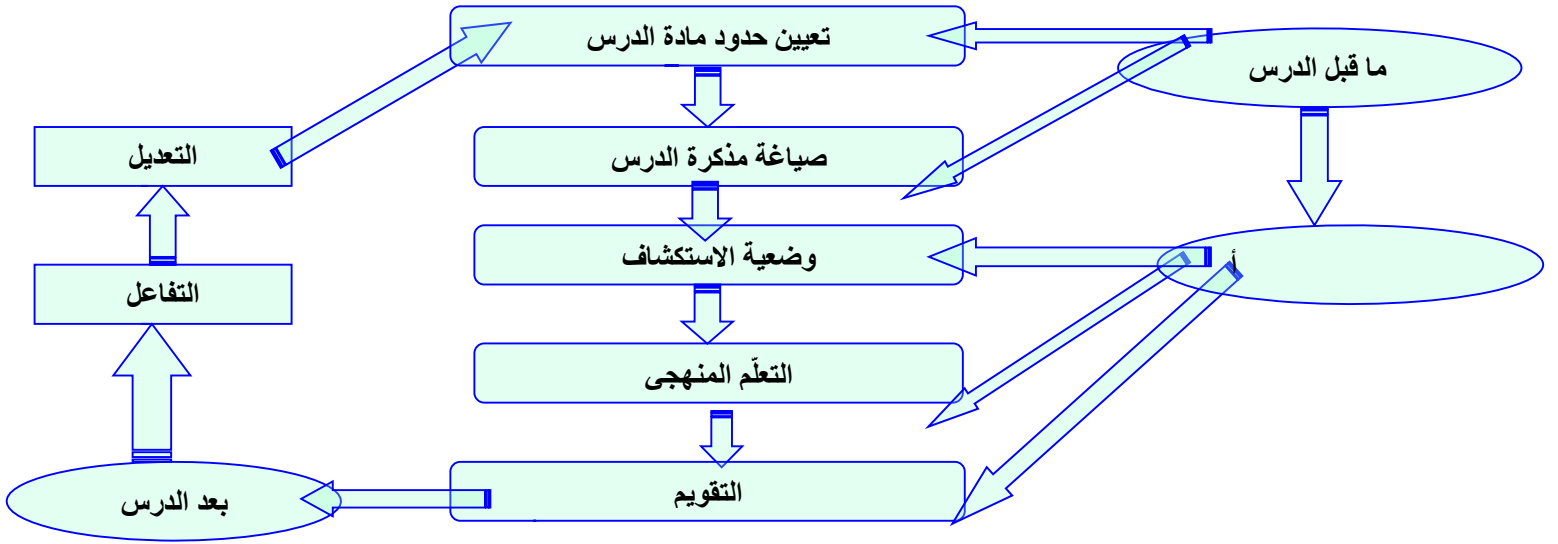 تعيين حدود مادة الدرس
ما قبل الدرس
صياغة مذكرة الدرس
التعديل
وضعية الاستكشاف
أ
التفاعل
التعلّم المنهجى
التقويم
بعد الدرس